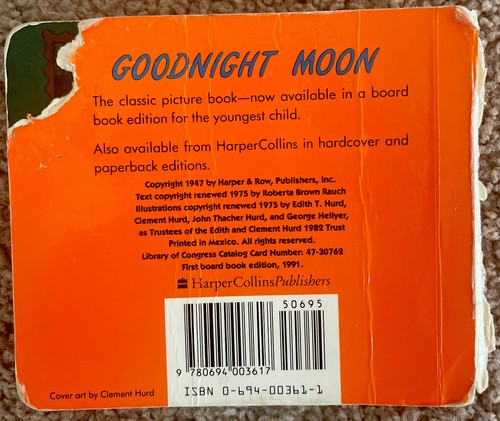 GOODNIGHT MOON
The classic picture book—now available in a board
book edition for the youngest child.
Also available from HarperCollins in hardcover and
paperback editions.
Copyright 1947 by Harper & Row, Publishers, Inc.
Text copyright renewed 1975 by Roberta Brown Rauch
Illustrations copyright renewed 1975 by Edith T. Hurd,
Clement Hurd, John Thacher Hurd, and George Hellyer,
as Trustees of the Edith and Clement Hurd 1982 Trust
Printed in Mexico. All rights reserved.
Library of Congress Catalog Card Number: 47-30762
First board book edition, 1991.
HarperCollinsPublishers
50695
9 780694 003617
ISBN 0-694-00361-1
Cover art by Clement Hurd